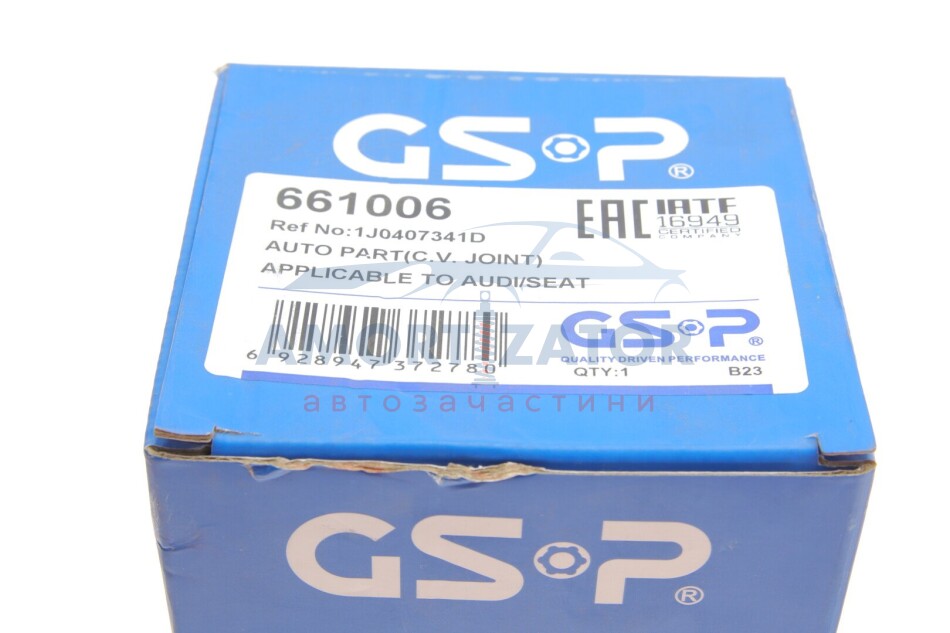 GSP®
661006
Ref No:1J0407341D
AUTO PART(C.V. JOINT)
APPLICABLE TO AUDI/SEAT
EAC
IATF
16949
CERTIFIED
COMPANY
6 928947 372780
GSP®
QUALITY DRIVEN PERFORMANCE
QTY:1 B23
AMORTIZATOR
автозачастини
GSP®